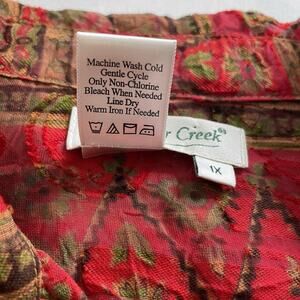 Machine Wash Cold
Gentle Cycle
Only Non-Chlorine
Bleach When Needed
Line Dry
Warm Iron If Needed
Creek®
1X